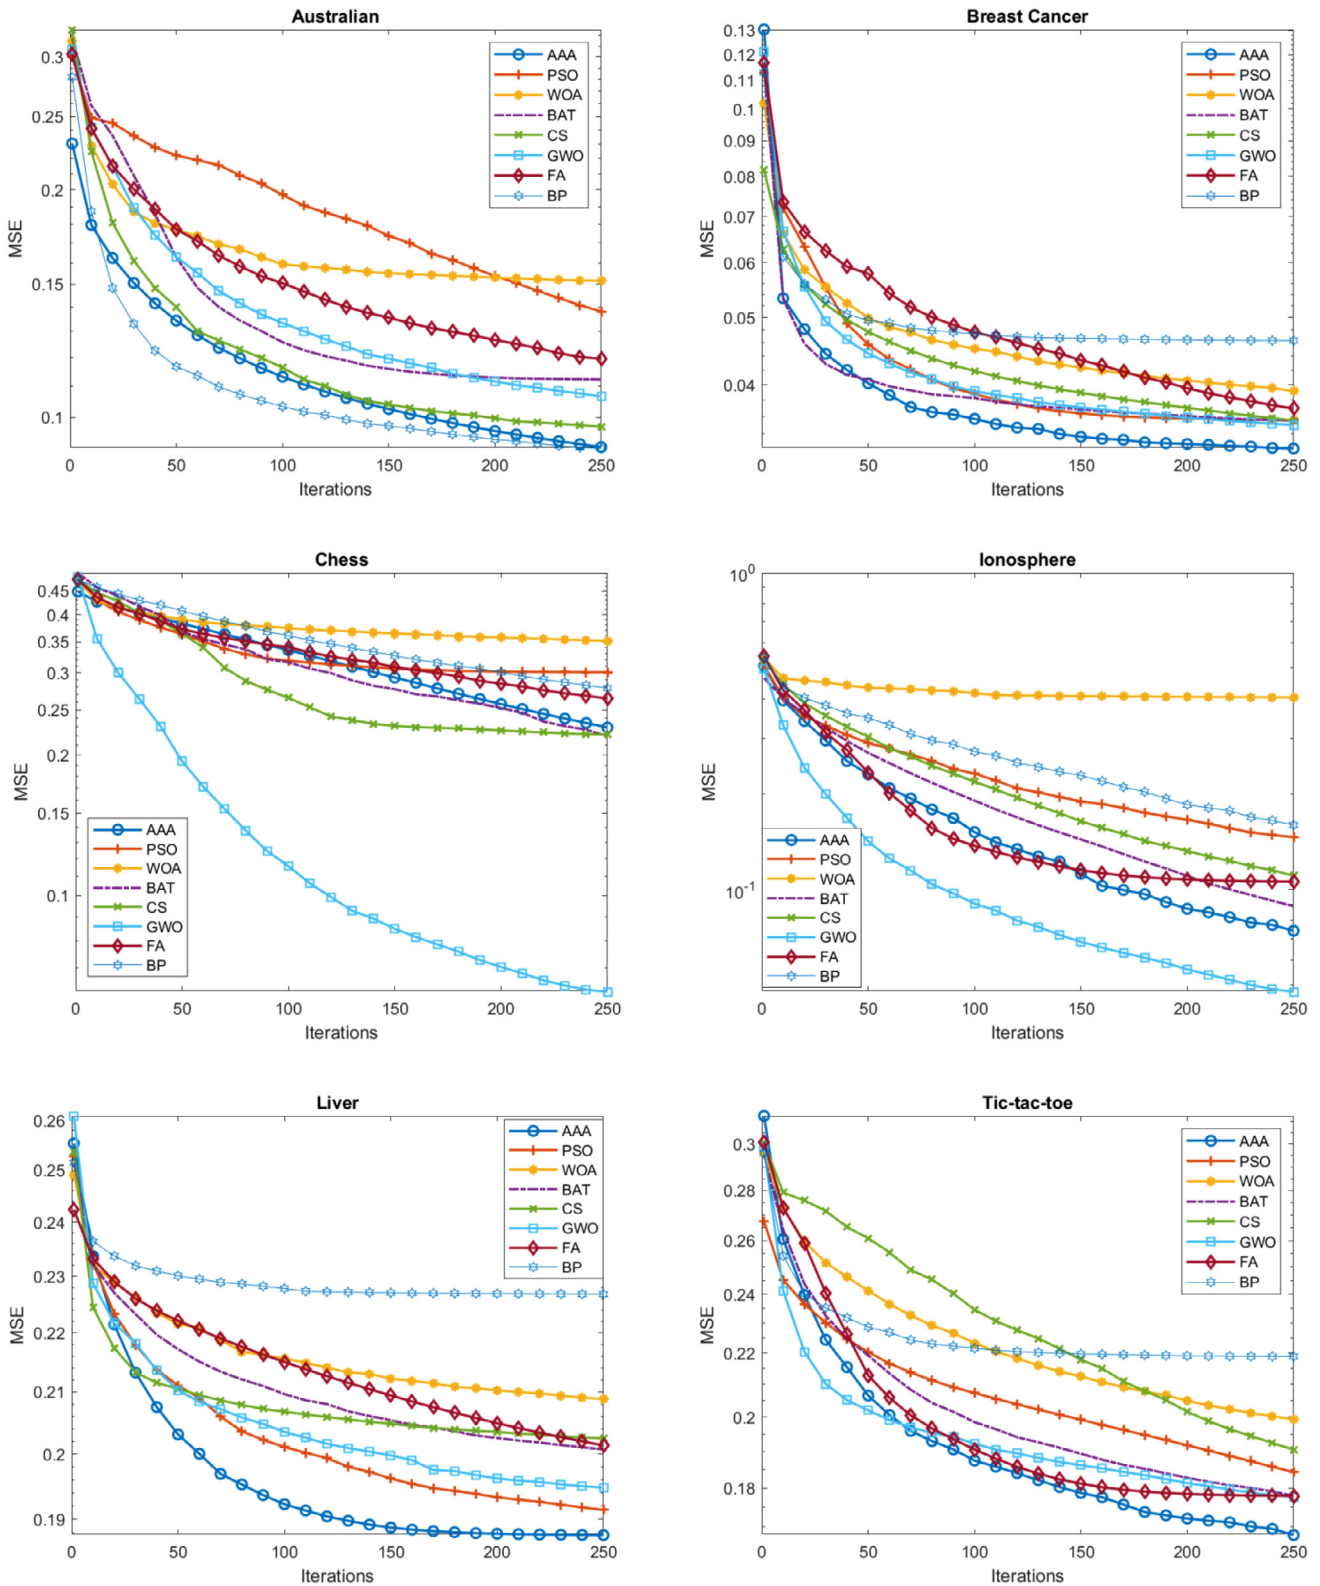 Australian
0.3
0.25
0.2
0.15
0.1
MSE
0 50 100 150 200 250
Iterations
AAA
PSO
WOA
BAT
CS
GWO
FA
BP
Breast Cancer
0.13
0.12
0.11
0.1
0.09
0.08
0.07
0.06
0.05
0.04
MSE
0 50 100 150 200 250
Iterations
AAA
PSO
WOA
BAT
CS
GWO
FA
BP
Chess
0.45
0.4
0.35
0.3
0.25
0.2
0.15
0.1
MSE
0 50 100 150 200 250
Iterations
AAA
PSO
WOA
BAT
CS
GWO
FA
BP
Ionosphere
10⁰
10⁻¹
MSE
0 50 100 150 200 250
Iterations
AAA
PSO
WOA
BAT
CS
GWO
FA
BP
Liver
0.26
0.25
0.24
0.23
0.22
0.21
0.2
0.19
MSE
0 50 100 150 200 250
Iterations
AAA
PSO
WOA
BAT
CS
GWO
FA
BP
Tic-tac-toe
0.3
0.28
0.26
0.24
0.22
0.2
0.18
MSE
0 50 100 150 200 250
Iterations
AAA
PSO
WOA
BAT
CS
GWO
FA
BP